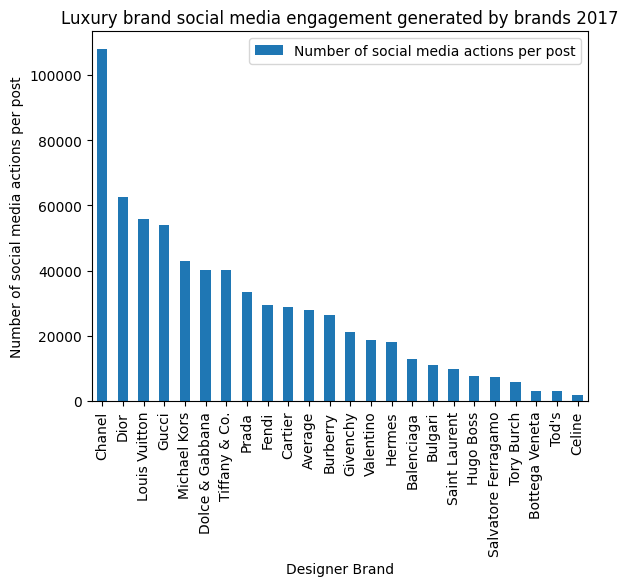 Luxury brand social media engagement generated by brands 2017
Number of social media actions per post
Number of social media actions per post
100000
80000
60000
40000
20000
0
Chanel
Dior
Louis Vuitton
Gucci
Michael Kors
Dolce & Gabbana
Tiffany & Co.
Prada
Fendi
Cartier
Average
Burberry
Givenchy
Valentino
Hermes
Balenciaga
Bulgari
Saint Laurent
Hugo Boss
Salvatore Ferragamo
Tory Burch
Bottega Veneta
Tod's
Celine
Designer Brand